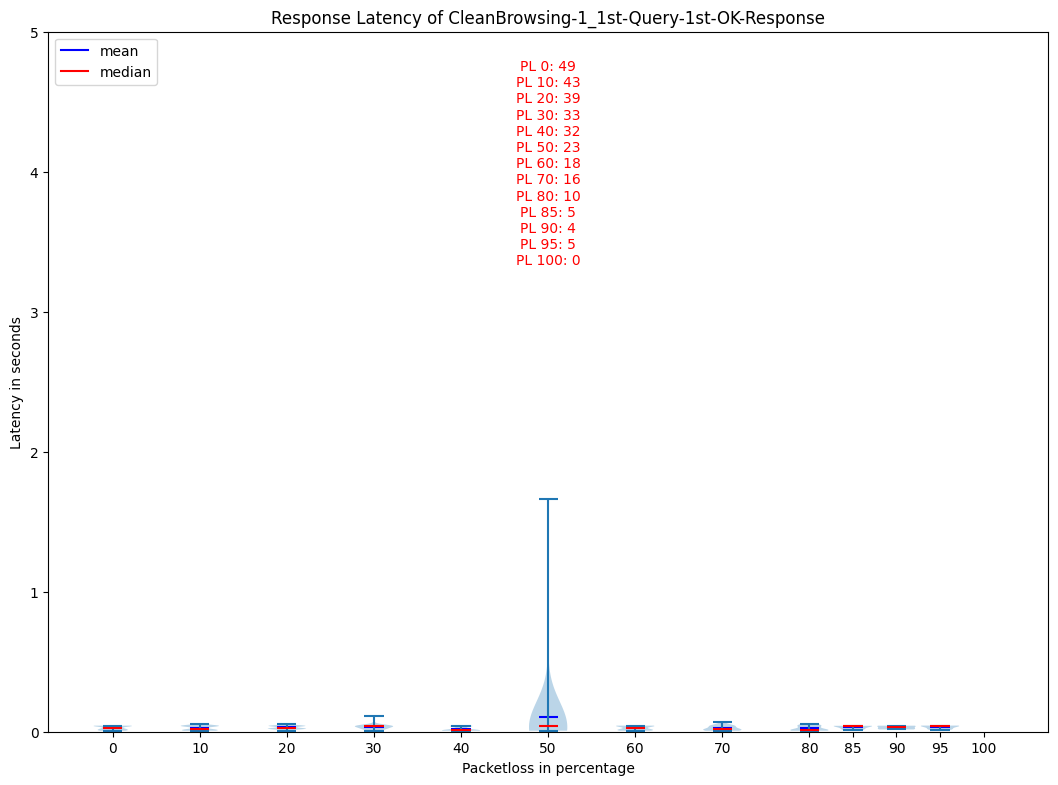 Response Latency of CleanBrowsing-1_1st-Query-1st-OK-Response
mean
median
PL 0: 49
PL 10: 43
PL 20: 39
PL 30: 33
PL 40: 32
PL 50: 23
PL 60: 18
PL 70: 16
PL 80: 10
PL 85: 5
PL 90: 4
PL 95: 5
PL 100: 0
Latency in seconds
5
4
3
2
1
0
0 10 20 30 40 50 60 70 80 85 90 95 100
Packetloss in percentage